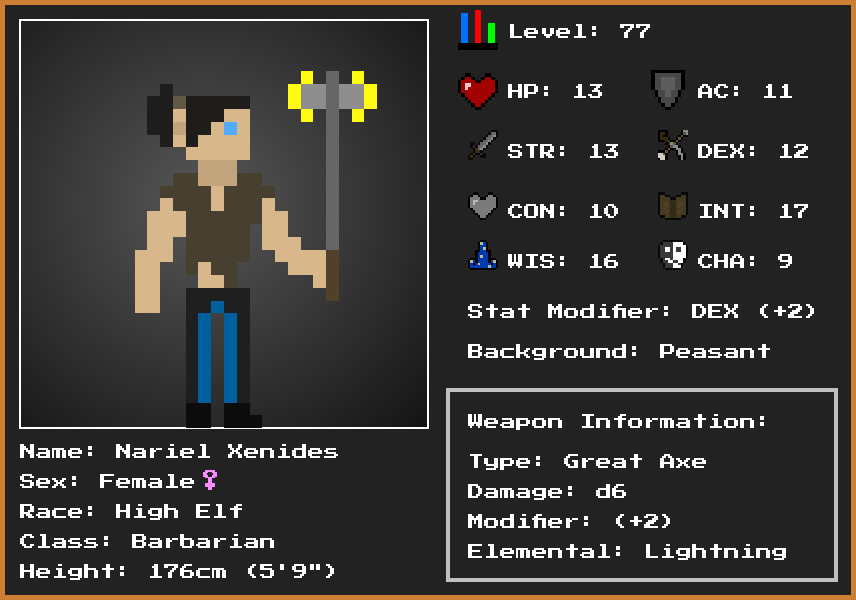 Level: 77
HP: 13
AC: 11
STR: 13
DEX: 12
CON: 10
INT: 17
WIS: 16
CHA: 9
Stat Modifier: DEX (+2)
Background: Peasant
Name: Nariel Xenides
Sex: Female♀
Race: High Elf
Class: Barbarian
Height: 176cm (5'9")
Weapon Information:
Type: Great Axe
Damage: d6
Modifier: (+2)
Elemental: Lightning